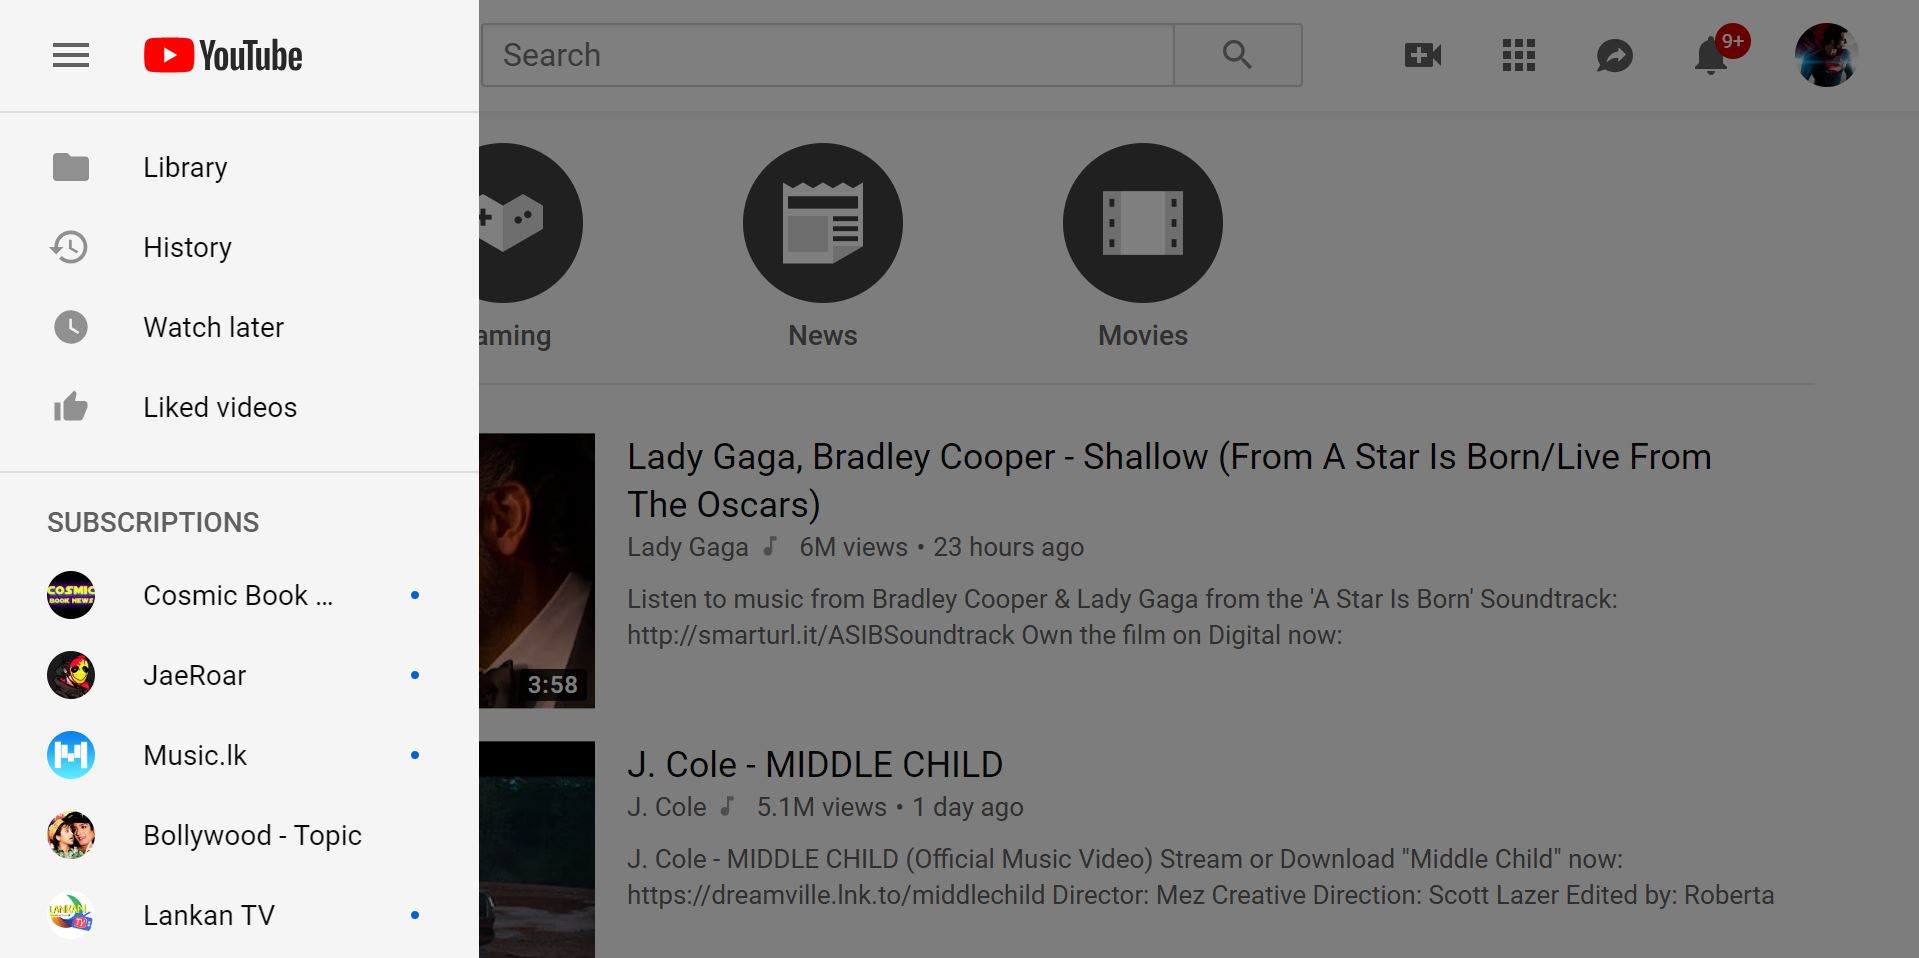 YouTube
Search
9+
Library
History
Watch later
Liked videos
SUBSCRIPTIONS
COSMIC
BOOK NEWS
Cosmic Book ...
JaeRoar
Music.lk
Bollywood - Topic
LANKAN
TV
Lankan TV
aming
News
Movies
3:58
Lady Gaga, Bradley Cooper - Shallow (From A Star Is Born/Live From
The Oscars)
Lady Gaga 6M views • 23 hours ago
Listen to music from Bradley Cooper & Lady Gaga from the 'A Star Is Born' Soundtrack:
http://smarturl.it/ASIBSoundtrack Own the film on Digital now:
J. Cole - MIDDLE CHILD
J. Cole 5.1M views • 1 day ago
J. Cole - MIDDLE CHILD (Official Music Video) Stream or Download "Middle Child" now:
https://dreamville.lnk.to/middlechild Director: Mez Creative Direction: Scott Lazer Edited by: Roberta